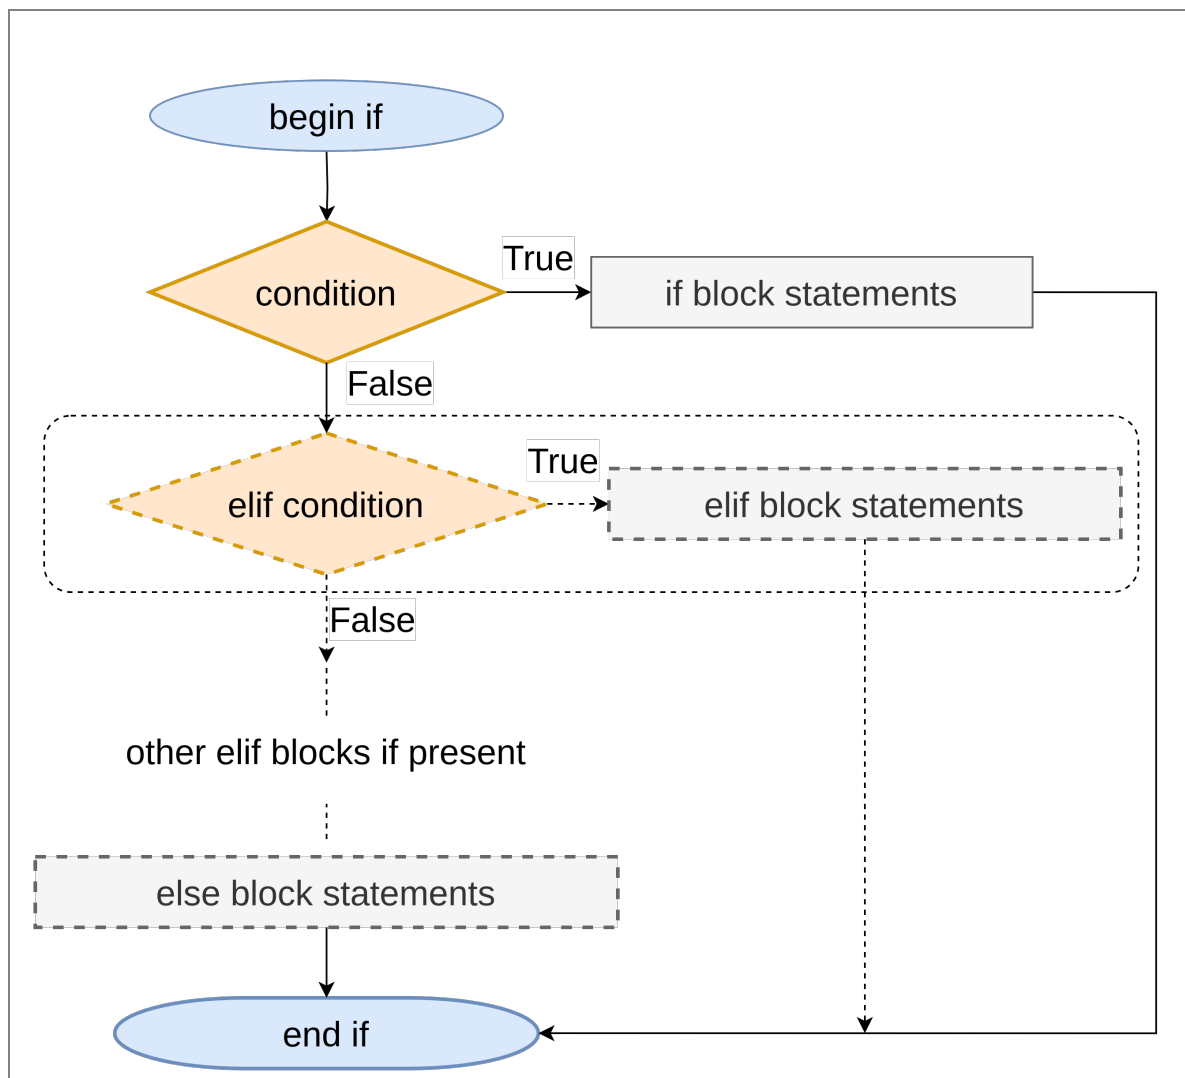 begin if
True
condition
if block statements
False
True
elif condition
elif block statements
False
other elif blocks if present
else block statements
end if